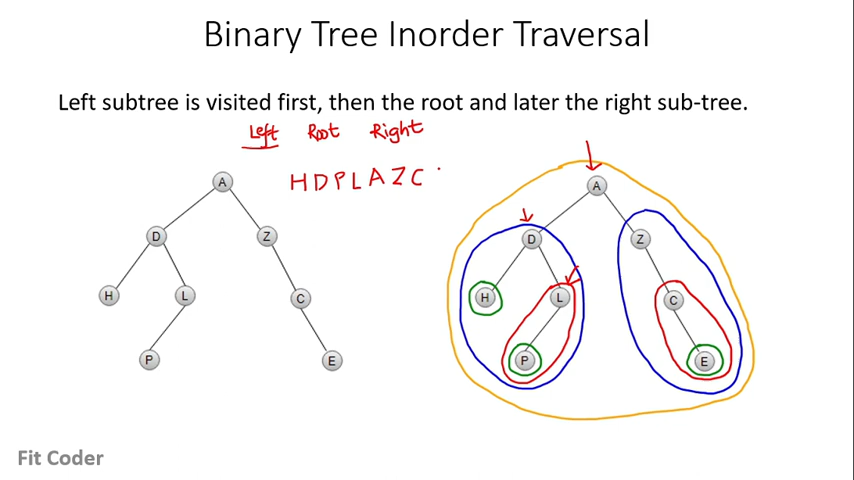 Binary Tree Inorder Traversal
Left subtree is visited first, then the root and later the right sub-tree.
Left Root Right
H D P L A Z C
A
D Z
H L C
P E
A
D Z
H L C
P E
Fit Coder